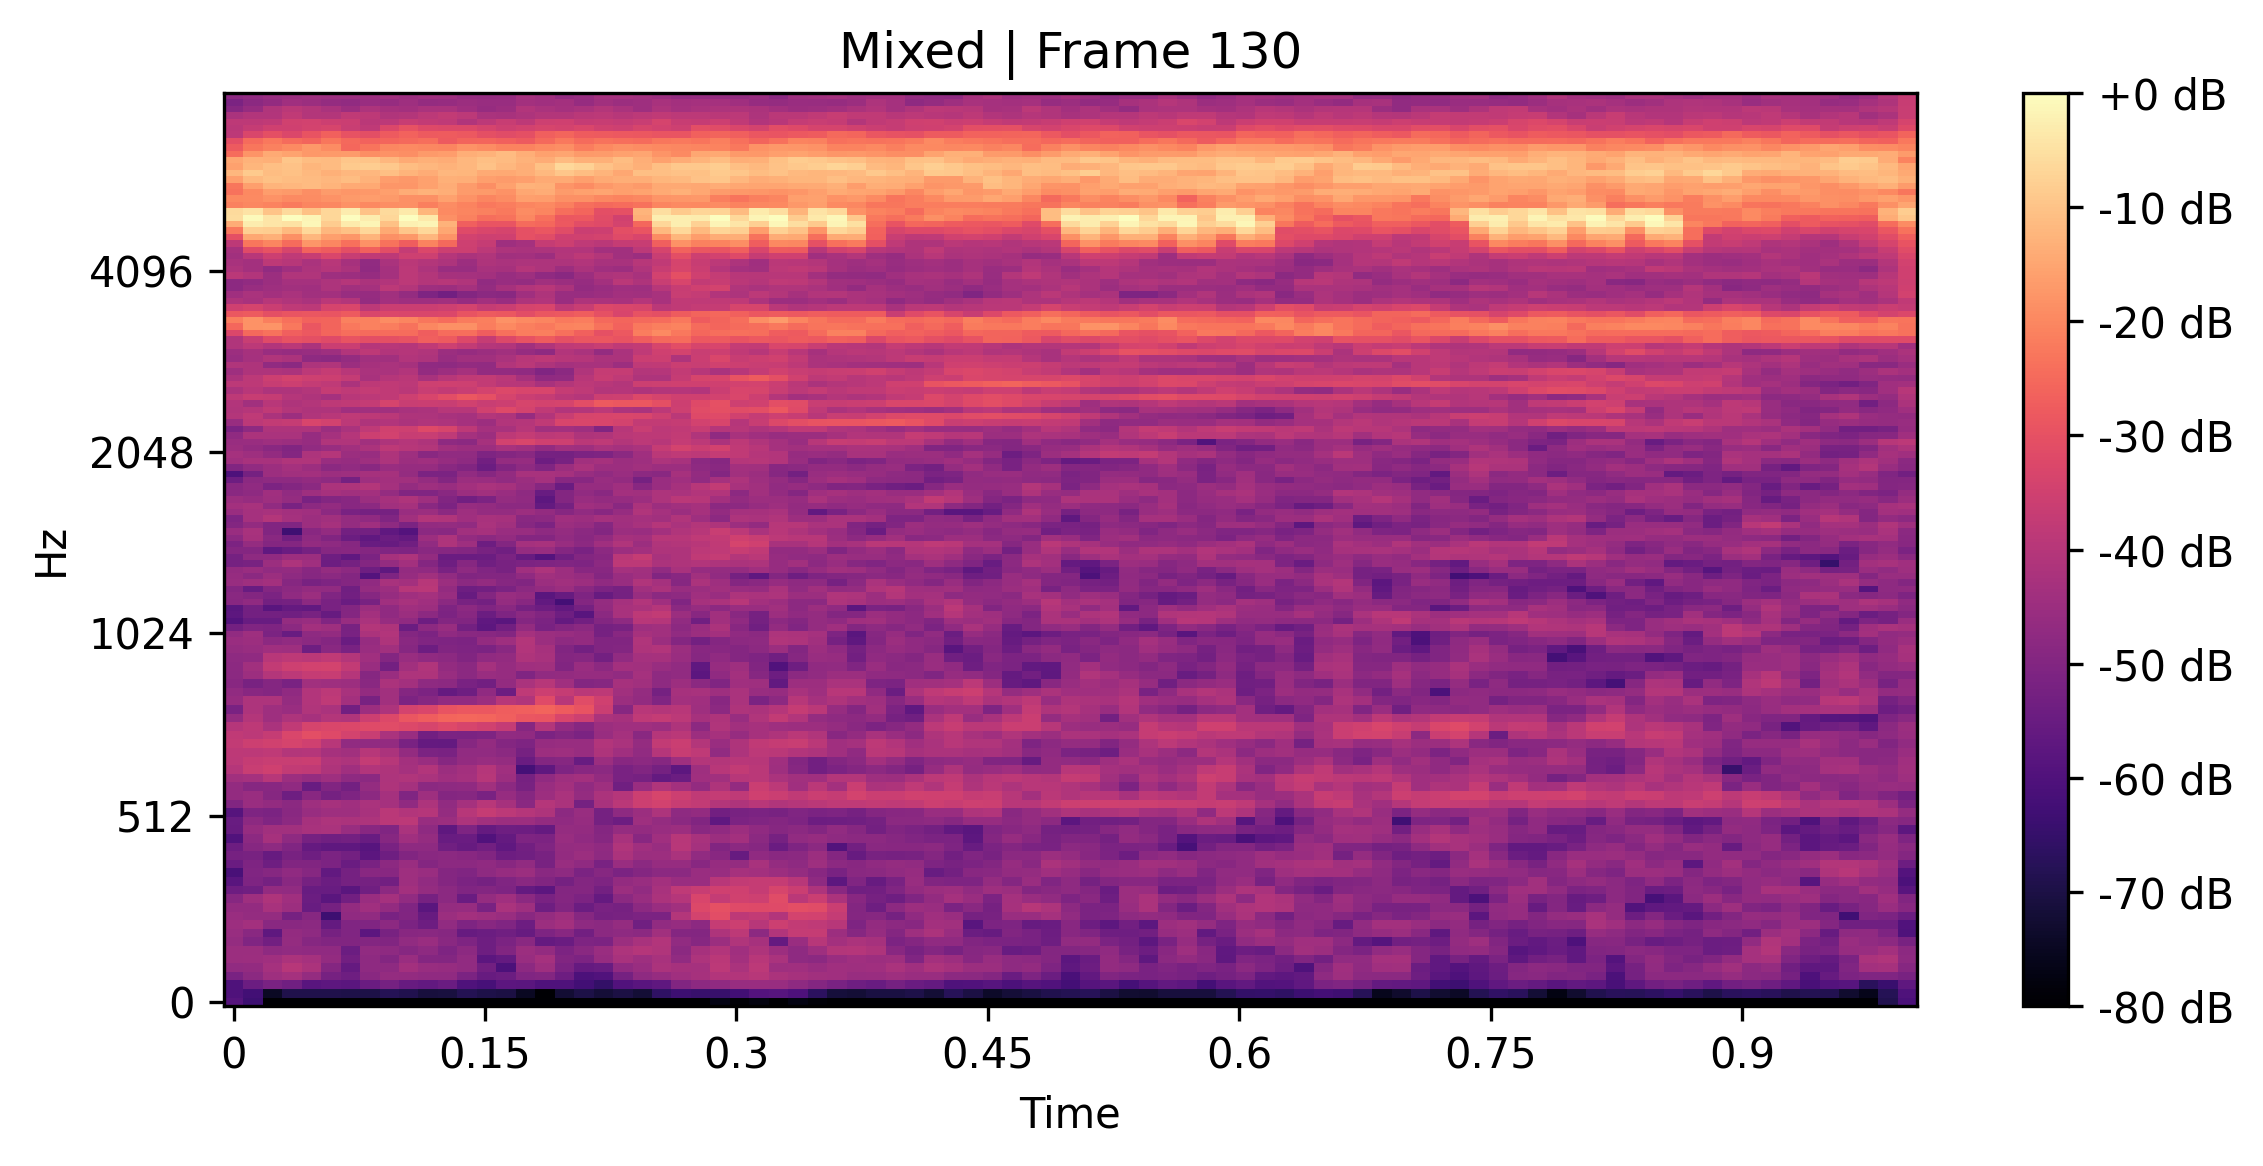 Mixed | Frame 130
+0 dB
-10 dB
-20 dB
-30 dB
-40 dB
-50 dB
-60 dB
-70 dB
-80 dB
Hz
4096
2048
1024
512
0
0 0.15 0.3 0.45 0.6 0.75 0.9
Time